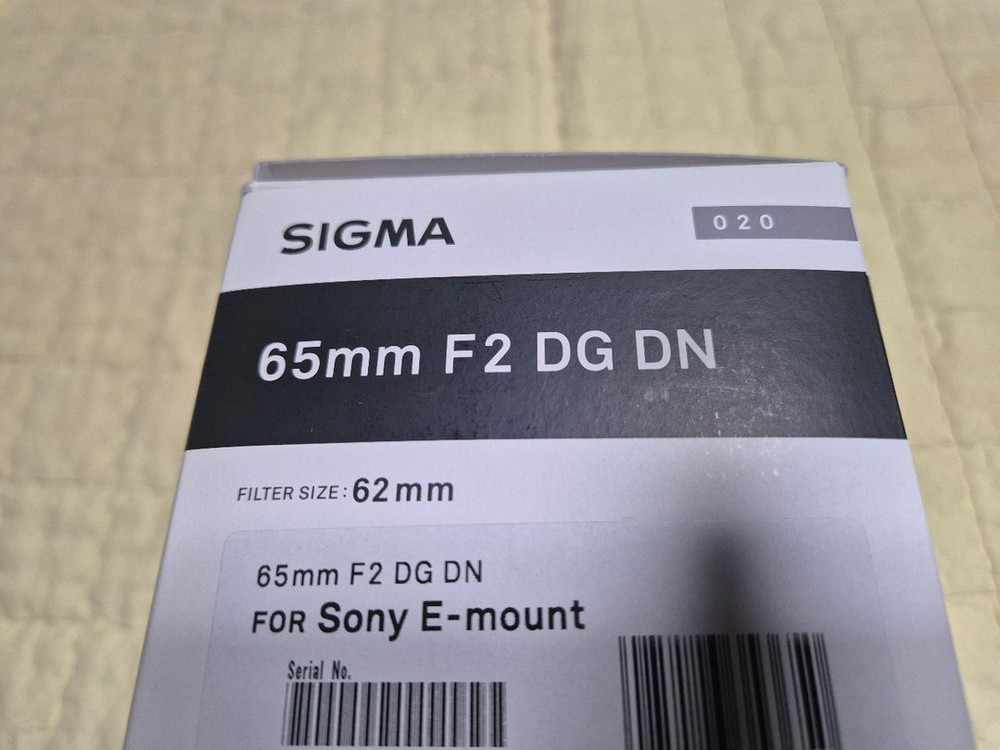 SIGMA
020
65mm F2 DG DN
FILTER SIZE: 62mm
65mm F2 DG DN
FOR Sony E-mount
Serial No.